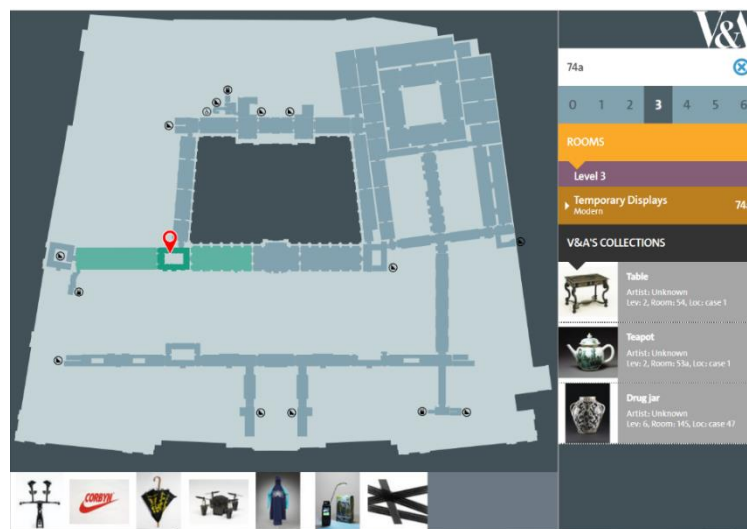 V&A
74a
0 1 2 3 4 5 6
ROOMS
Level 3
Temporary Displays
Modern
74
V&A'S COLLECTIONS
Table
Artist: Unknown
Lev: 2, Room: 54, Loc: case 1
Teapot
Artist: Unknown
Lev: 2, Room: 53a, Loc: case 1
Drug jar
Artist: Unknown
Lev: 6, Room: 145, Loc: case 47
CORBYN